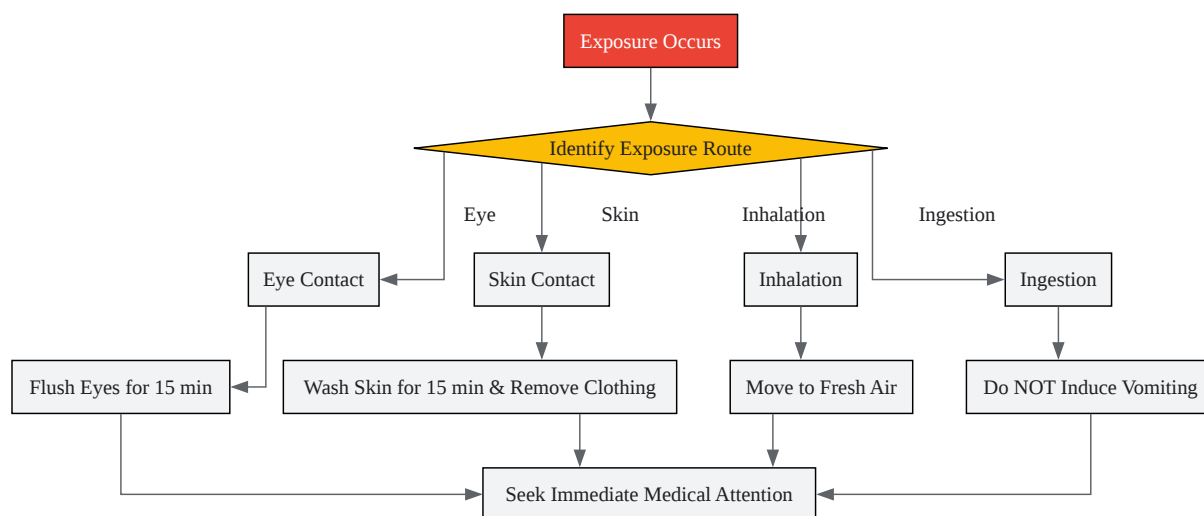 Exposure Occurs
Identify Exposure Route
Eye
Skin
Inhalation
Ingestion
Eye Contact
Skin Contact
Inhalation
Ingestion
Flush Eyes for 15 min
Wash Skin for 15 min & Remove Clothing
Move to Fresh Air
Do NOT Induce Vomiting
Seek Immediate Medical Attention